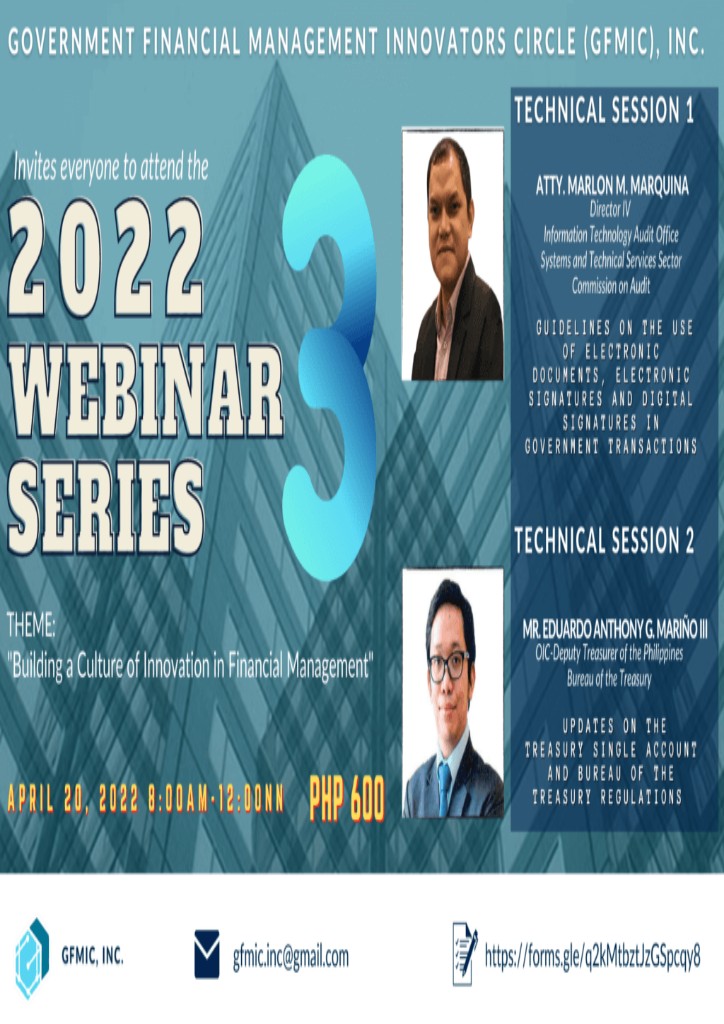 GOVERNMENT FINANCIAL MANAGEMENT INNOVATORS CIRCLE (GFMIC), INC.
Invites everyone to attend the
2022
WEBINAR
SERIES
3
THEME:
"Building a Culture of Innovation in Financial Management"
APRIL 20, 2022 8:00AM-12:00NN
PHP 600
TECHNICAL SESSION 1
ATTY. MARLON M. MARQUINA
Director IV
Information Technology Audit Office
Systems and Technical Services Sector
Commission on Audit
GUIDELINES ON THE USE
OF ELECTRONIC
DOCUMENTS, ELECTRONIC
SIGNATURES AND DIGITAL
SIGNATURES IN
GOVERNMENT TRANSACTIONS
TECHNICAL SESSION 2
MR. EDUARDO ANTHONY G. MARIÑO III
OIC-Deputy Treasurer of the Philippines
Bureau of the Treasury
UPDATES ON THE
TREASURY SINGLE ACCOUNT
AND BUREAU OF THE
TREASURY REGULATIONS
GFMIC, INC.
gfmic.inc@gmail.com
https://forms.gle/q2kMtbztJzGSpcqy8